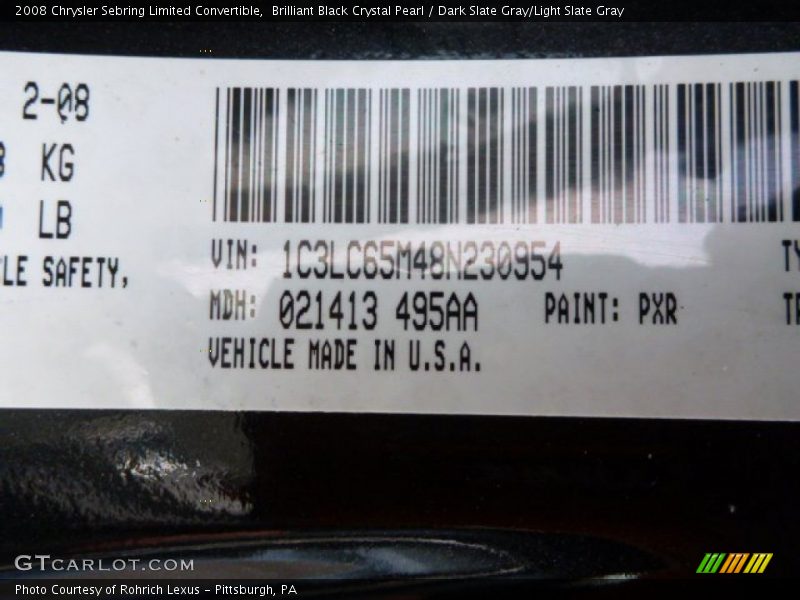 2008 Chrysler Sebring Limited Convertible,  Brilliant Black Crystal Pearl / Dark Slate Gray/Light Slate Gray
2-08
KG
LB
SAFETY,
VIN: 1C3LC65M48N230954
MDH: 021413 495AA PAINT: PXR
VEHICLE MADE IN U.S.A.
GTCARLOT.COM
Photo Courtesy of Rohrich Lexus - Pittsburgh, PA